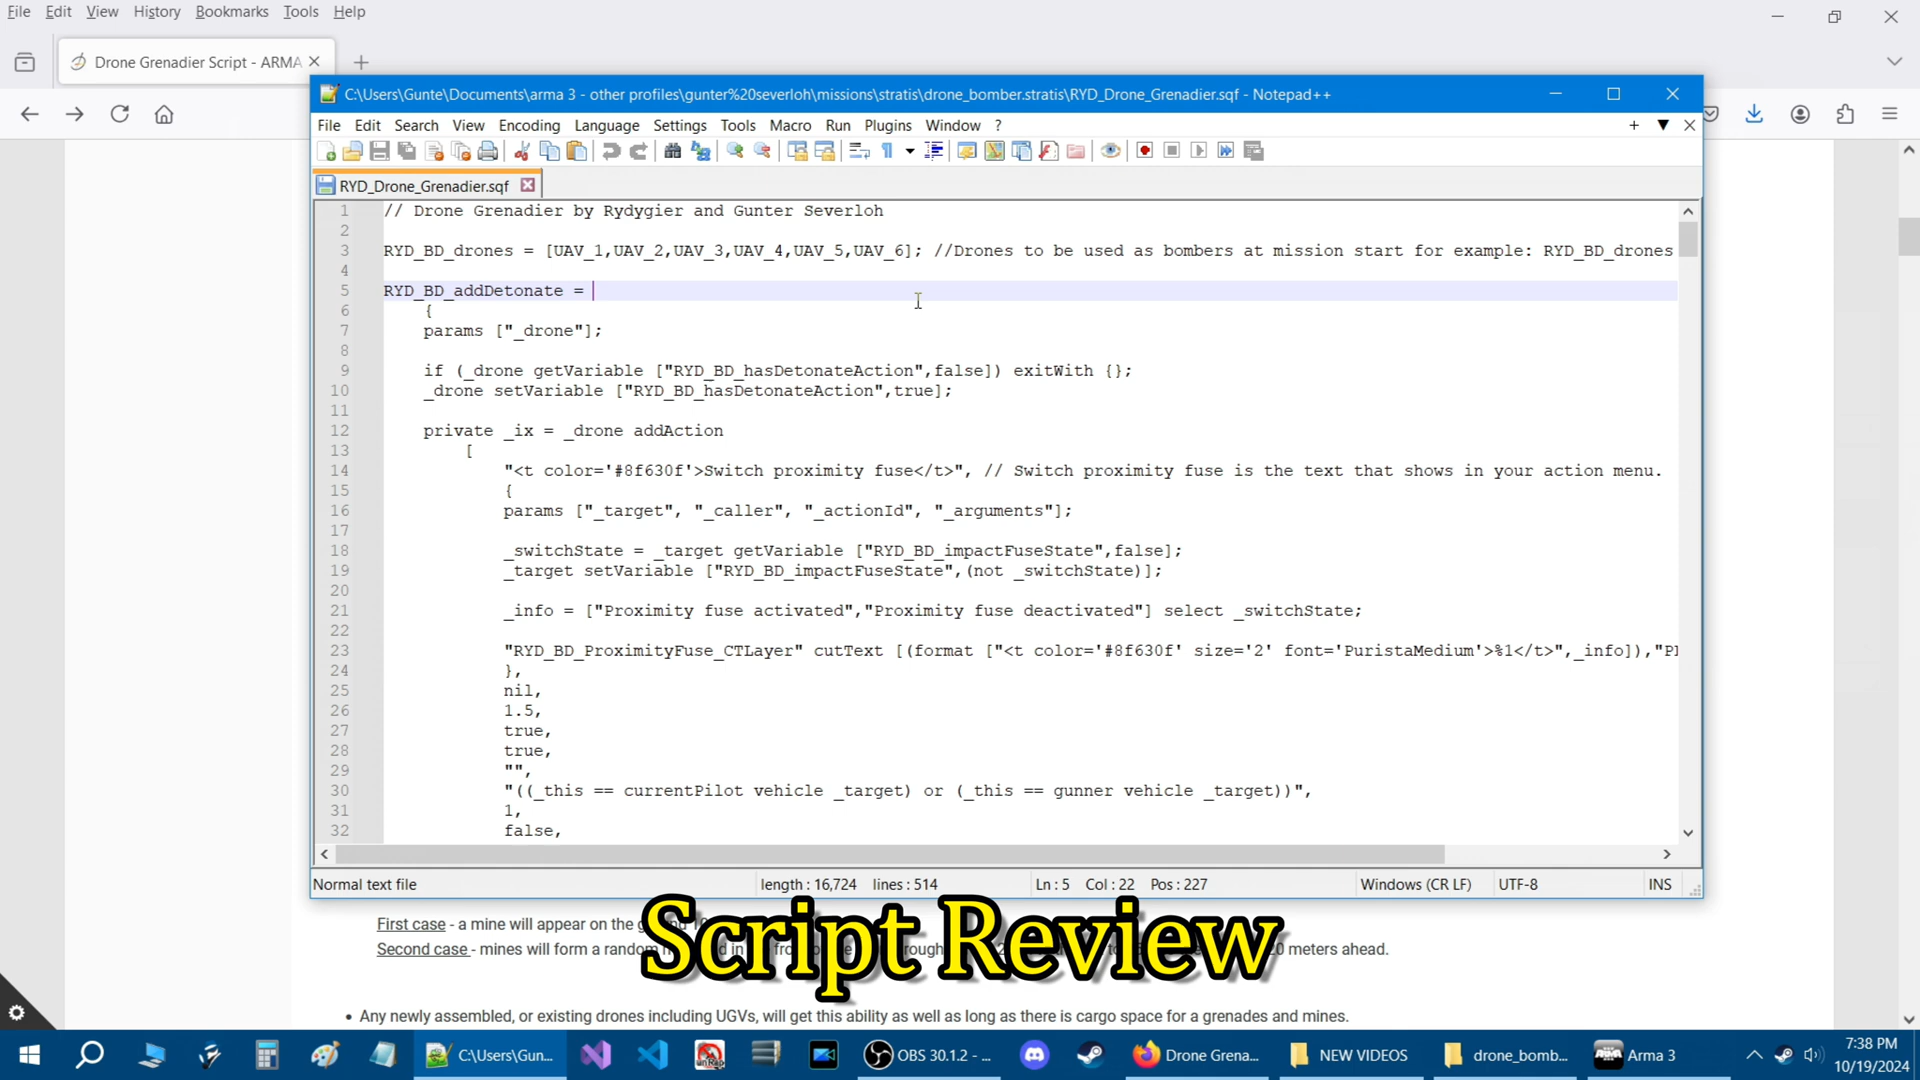 File Edit View History Bookmarks Tools Help
Drone Grenadier Script - ARMA
C:\Users\Gunte\Documents\arma 3 - other profiles\gunter%20severloh\missions\stratis\drone_bomber.stratis\RYD_Drone_Grenadier.sqf - Notepad++
File Edit Search View Encoding Language Settings Tools Macro Run Plugins Window ?
RYD_Drone_Grenadier.sqf
1 // Drone Grenadier by Rydygier and Gunter Severloh
2
3 RYD_BD_drones = [UAV_1,UAV_2,UAV_3,UAV_4,UAV_5,UAV_6]; //Drones to be used as bombers at mission start for example: RYD_BD_drones
4
5 RYD_BD_addDetonate =
6 {
7 params ["_drone"];
8
9 if (_drone getVariable ["RYD_BD_hasDetonateAction",false]) exitWith {};
10 _drone setVariable ["RYD_BD_hasDetonateAction",true];
11
12 private _ix = _drone addAction
13 [
14 "<t color='#8f630f'>Switch proximity fuse</t>", // Switch proximity fuse is the text that shows in your action menu.
15 {
16 params ["_target", "_caller", "_actionId", "_arguments"];
17
18 _switchState = _target getVariable ["RYD_BD_impactFuseState",false];
19 _target setVariable ["RYD_BD_impactFuseState",(not _switchState)];
20
21 _info = ["Proximity fuse activated","Proximity fuse deactivated"] select _switchState;
22
23 "RYD_BD_ProximityFuse_CTLayer" cutText [(format ["<t color='#8f630f' size='2' font='PuristaMedium'>%1</t>",_info]),"Pl
24 },
25 nil,
26 1.5,
27 true,
28 true,
29 "",
30 "((_this == currentPilot vehicle _target) or (_this == gunner vehicle _target))",
31 1,
32 false,
Normal text file length : 16,724 lines : 514 Ln : 5 Col : 22 Pos : 227 Windows (CR LF) UTF-8 INS
Script Review
First case - a mine will appear on the
Second case - mines will form a random 20 meters ahead.
• Any newly assembled, or existing drones including UGVs, will get this ability as well as long as there is cargo space for a grenades and mines.
C:\Users\Gun... OBS 30.1.2 - ... Drone Grena... NEW VIDEOS drone_bomb... Arma 3 7:38 PM
10/19/2024